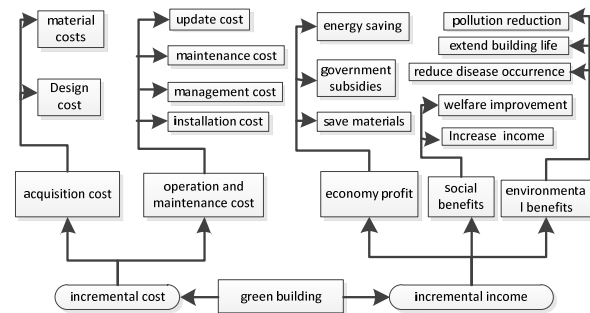 material
costs
Design
cost
update cost
maintenance cost
management cost
installation cost
energy saving
government
subsidies
save materials
pollution reduction
extend building life
reduce disease occurrence
welfare improvement
Increase income
acquisition cost
operation and
maintenance cost
economy profit
social
benefits
environmenta
l benefits
incremental cost
green building
incremental income